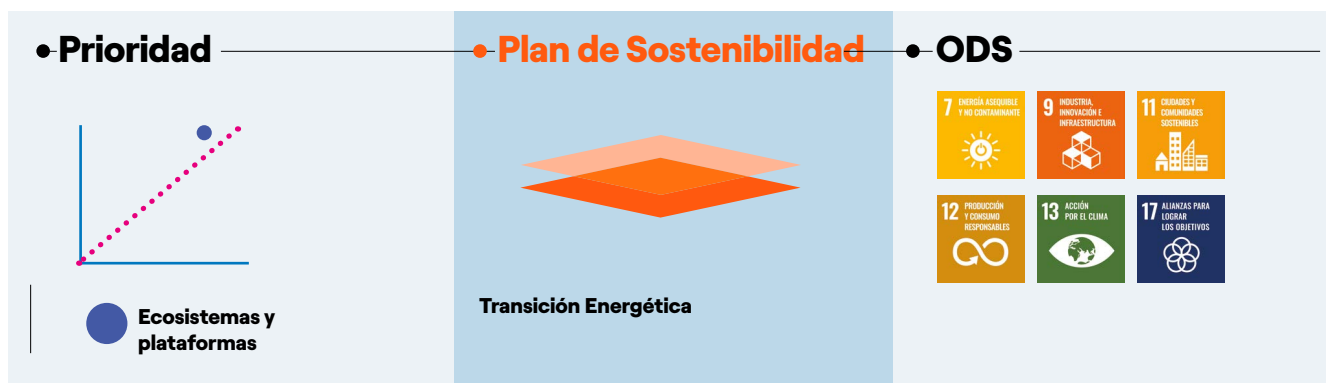 Prioridad
Plan de Sostenibilidad
ODS
7 ENERGÍA ASEQUIBLE
Y NO CONTAMINANTE
9 INDUSTRIA,
INNOVACIÓN E
INFRAESTRUCTURA
11 CIUDADES Y
COMUNIDADES
SOSTENIBLES
12 PRODUCCIÓN
Y CONSUMO
RESPONSABLES
13 ACCIÓN
POR EL CLIMA
17 ALIANZAS PARA
LOGRAR
LOS OBJETIVOS
Transición Energética
Ecosistemas y
plataformas